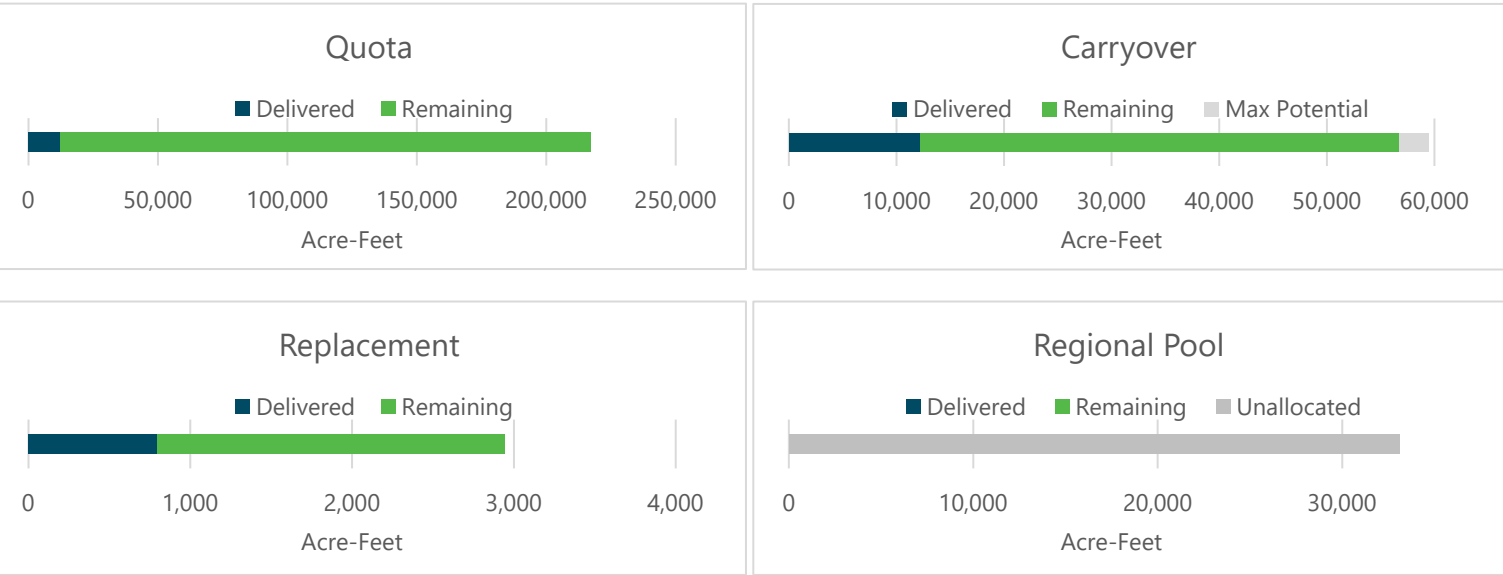 Quota
Delivered Remaining
0 50,000 100,000 150,000 200,000 250,000
Acre-Feet
Carryover
Delivered Remaining Max Potential
0 10,000 20,000 30,000 40,000 50,000 60,000
Acre-Feet
Replacement
Delivered Remaining
0 1,000 2,000 3,000 4,000
Acre-Feet
Regional Pool
Delivered Remaining Unallocated
0 10,000 20,000 30,000
Acre-Feet